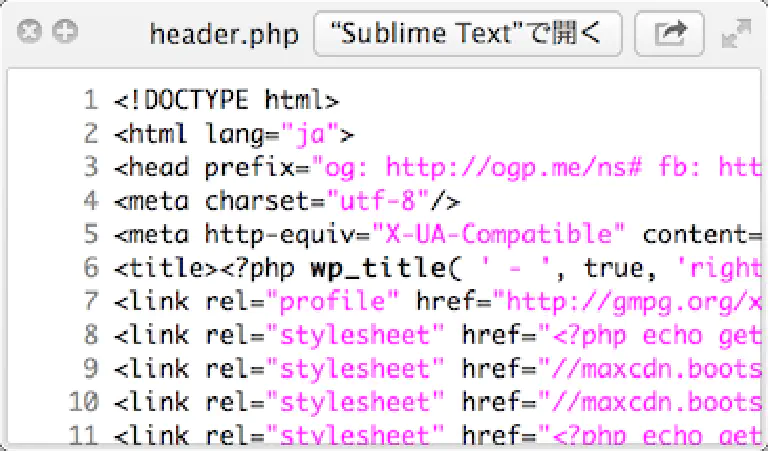 header.php “Sublime Text”で開く
1 <!DOCTYPE html>
2 <html lang="ja">
3 <head prefix="og: http://ogp.me/ns# fb: htt
4 <meta charset="utf-8"/>
5 <meta http-equiv="X-UA-Compatible" content=
6 <title><?php wp_title( ' - ', true, 'right
7 <link rel="profile" href="http://gmpg.org/x
8 <link rel="stylesheet" href="<?php echo get
9 <link rel="stylesheet" href="//maxcdn.boots
10 <link rel="stylesheet" href="//maxcdn.boots
11 <link rel="stylesheet" href="<?php echo get